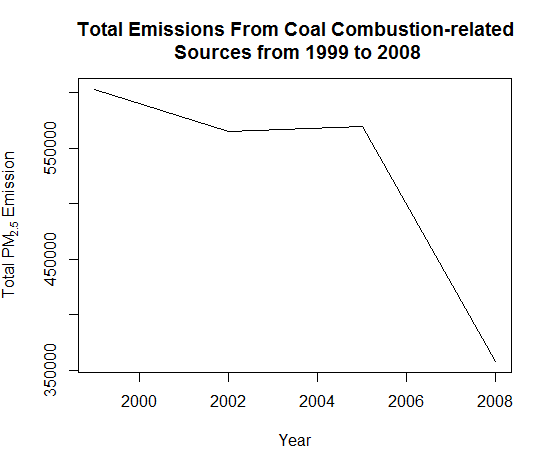 Total Emissions From Coal Combustion-related
Sources from 1999 to 2008
Total PM2.5 Emission
550000
450000
350000
2000 2002 2004 2006 2008
Year